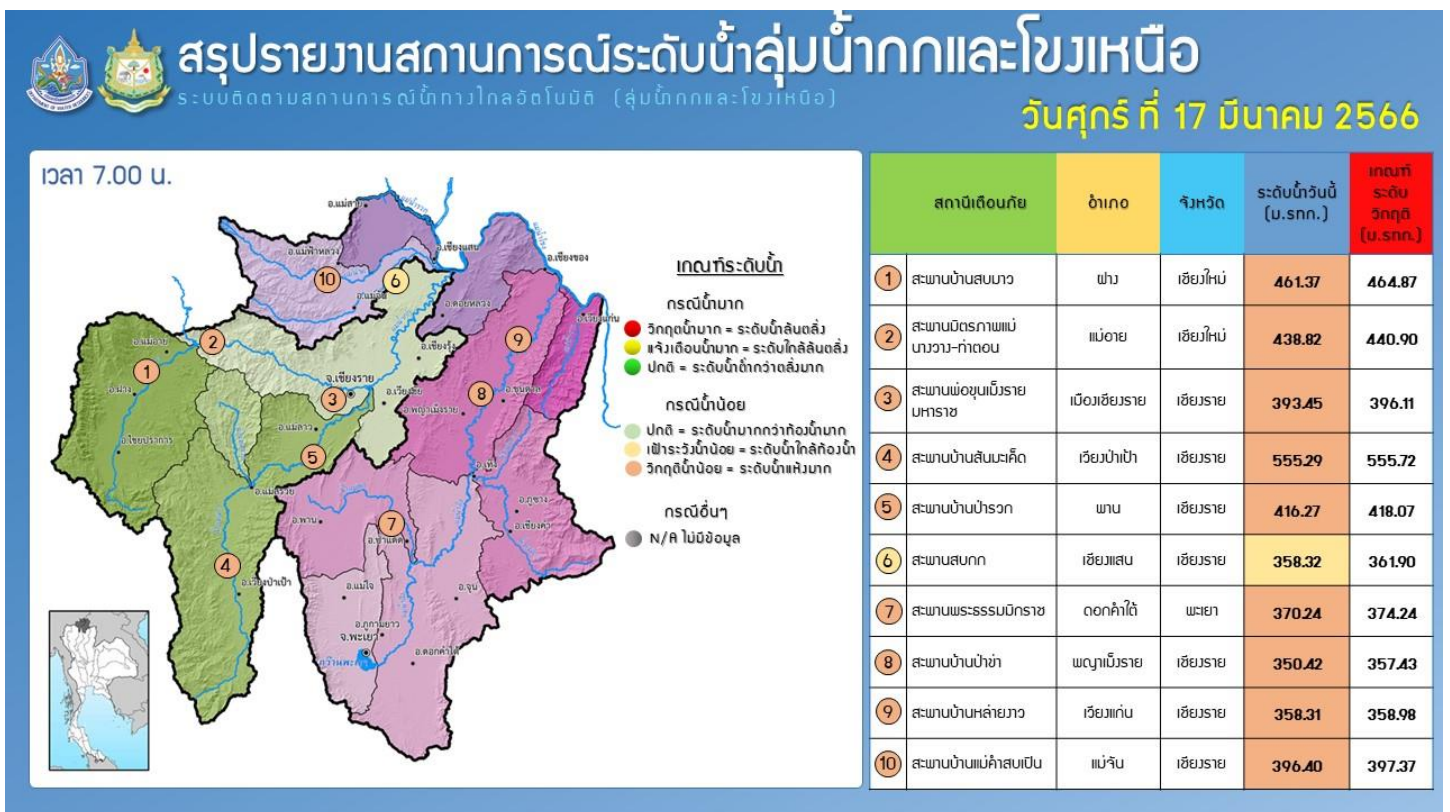 สรุปรายงานสถานการณ์ระดับน้ำลุ่มน้ำกกและโขงเหนือ
ระบบติดตามสถานการณ์น้ำทางไกลอัตโนมัติ (ลุ่มน้ำกกและโขงเหนือ)
วันศุกร์ ที่ 17 มีนาคม 2566
เวลา 7.00 น.
อ.แม่สาย
แม่น้ำรวก
แม่น้ำโขง
อ.แม่ฟ้าหลวง
อ.เชียงแสน
อ.เชียงของ
10
6
อ.แม่จัน
อ.ดอยหลวง
อ.เวียงแก่น
2
9
อ.แม่อาย
อ.เชียงรุ้ง
1
จ.เชียงราย
อ.ฝาง
3
อ.เวียงชัย
8
อ.ขุนตาล
อ.พญาเม็งราย
อ.แม่ลาว
อ.ไชยปราการ
5
อ.เทิง
อ.แม่สรวย
อ.ภูซาง
อ.พาน
7
อ.เชียงคำ
อ.ป่าแดด
4
อ.เวียงป่าเป้า
อ.แม่ใจ
อ.จุน
อ.ภูกามยาว
จ.พะเยา
กว๊านพะเยา
อ.ดอกคำใต้
เกณฑ์ระดับน้ำ
กรณีน้ำมาก
วิกฤตน้ำมาก = ระดับน้ำล้นตลิ่ง
แจ้งเตือนน้ำมาก = ระดับใกล้ล้นตลิ่ง
ปกติ = ระดับน้ำต่ำกว่าตลิ่งมาก
กรณีน้ำน้อย
ปกติ = ระดับน้ำมากกว่าท้องน้ำมาก
เฝ้าระวังน้ำน้อย = ระดับน้ำใกล้ท้องน้ำ
วิกฤติน้ำน้อย = ระดับน้ำแห้งมาก
กรณีอื่นๆ
N/A ไม่มีข้อมูล
สถานีเตือนภัย อำเภอ จังหวัด ระดับน้ำวันนี้ (ม.รทก.) เกณฑ์ระดับวิกฤติ (ม.รทก.)
1 สะพานบ้านสบมาว ฝาง เชียงใหม่ 461.37 464.87
2 สะพานมิตรภาพแม่นางวาง-ท่าตอน แม่อาย เชียงใหม่ 438.82 440.90
3 สะพานพ่อขุนเม็งรายมหาราช เมืองเชียงราย เชียงราย 393.45 396.11
4 สะพานบ้านสันมะเค็ด เวียงป่าเป้า เชียงราย 555.29 555.72
5 สะพานบ้านป่ารวก พาน เชียงราย 416.27 418.07
6 สะพานสบกก เชียงแสน เชียงราย 358.32 361.90
7 สะพานพระธรรมมิกราช ดอกคำใต้ พะเยา 370.24 374.24
8 สะพานบ้านป่าข่า พญาเม็งราย เชียงราย 350.42 357.43
9 สะพานบ้านหล่ายงาว เวียงแก่น เชียงราย 358.31 358.98
10 สะพานบ้านแม่คำสบเปิน แม่จัน เชียงราย 396.40 397.37